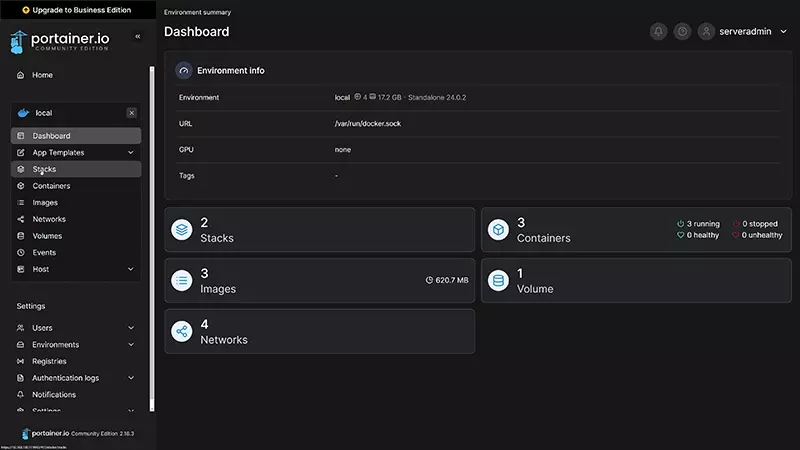 Upgrade to Business Edition
portainer.io
COMMUNITY EDITION
Home
local
Dashboard
App Templates
Stacks
Containers
Images
Networks
Volumes
Events
Host
Settings
Users
Environments
Registries
Authentication logs
Notifications
Settings
portainer.io Community Edition 2.18.3
Environment summary
Dashboard
serveradmin
Environment info
Environment local 4 17.2 GB - Standalone 24.0.2
URL /var/run/docker.sock
GPU none
Tags -
2
Stacks
3
Containers
3 running 0 stopped
0 healthy 0 unhealthy
3
Images
620.7 MB
1
Volume
4
Networks